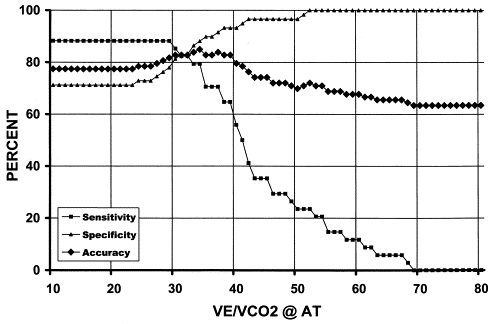 100
80
60
40
20
0
PERCENT
Sensitivity
Specificity
Accuracy
10 20 30 40 50 60 70 80
VE/VCO2 @ AT